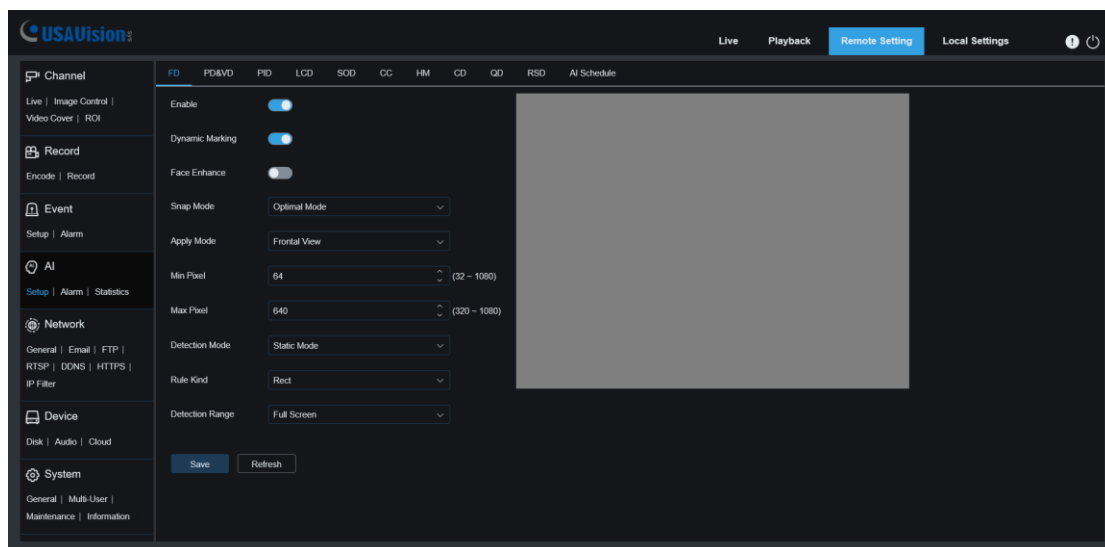 USAVision
Live Playback Remote Setting Local Settings
Channel
Live | Image Control |
Video Cover | ROI
Record
Encode | Record
Event
Setup | Alarm
AI
Setup | Alarm | Statistics
Network
General | Email | FTP |
RTSP | DDNS | HTTPS |
IP Filter
Device
Disk | Audio | Cloud
System
General | Multi-User |
Maintenance | Information
FD PD&VD PID LCD SOD CC HM CD QD RSD AI Schedule
Enable
Dynamic Marking
Face Enhance
Snap Mode Optimal Mode
Apply Mode Frontal View
Min Pixel 64 (32 ~ 1080)
Max Pixel 640 (320 ~ 1080)
Detection Mode Static Mode
Rule Kind Rect
Detection Range Full Screen
Save Refresh